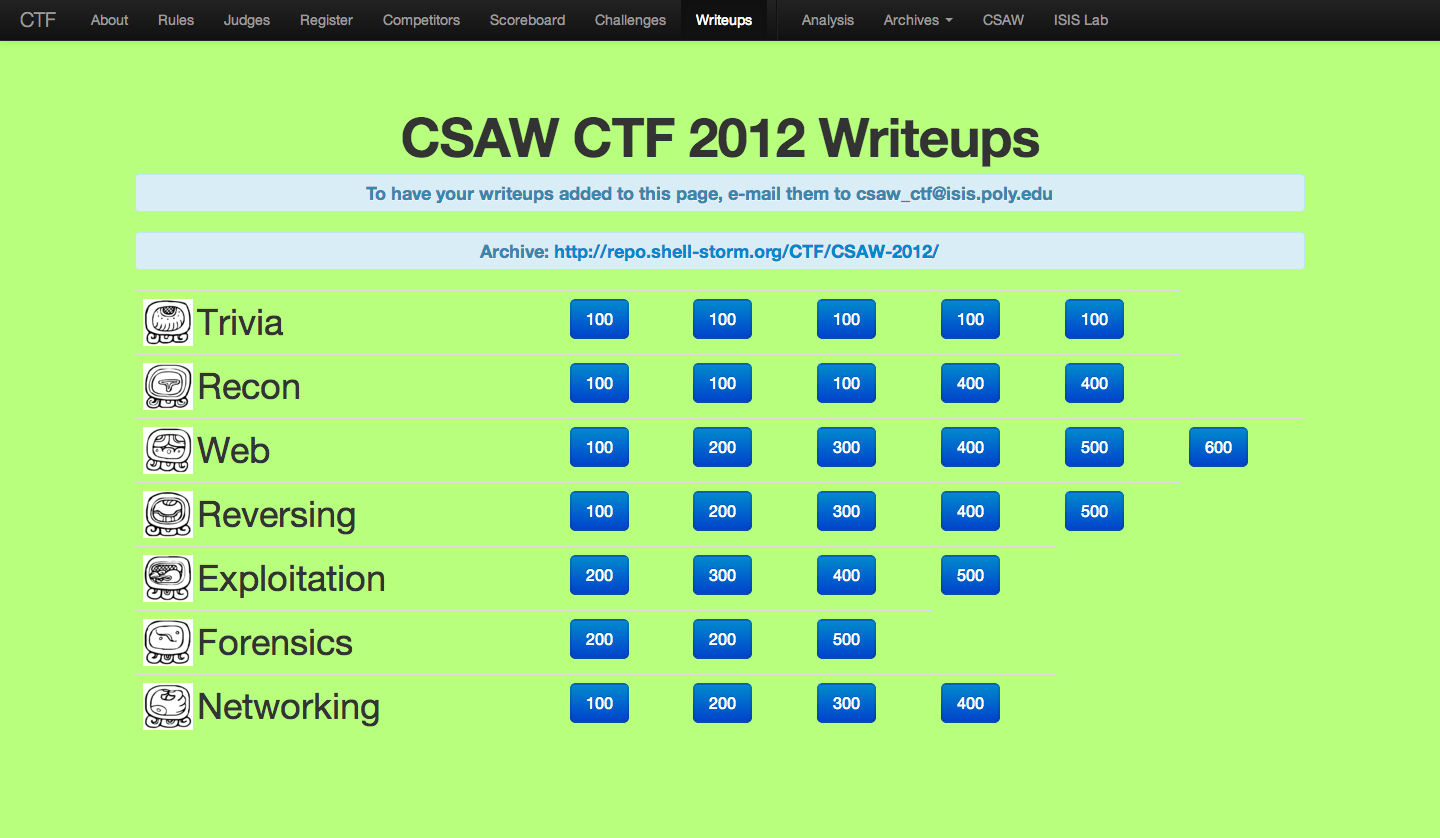 CTF About Rules Judges Register Competitors Scoreboard Challenges Writeups Analysis Archives CSAW ISIS Lab
CSAW CTF 2012 Writeups
To have your writeups added to this page, e-mail them to csaw_ctf@isis.poly.edu
Archive: http://repo.shell-storm.org/CTF/CSAW-2012/
Trivia 100 100 100 100 100
Recon 100 100 100 400 400
Web 100 200 300 400 500 600
Reversing 100 200 300 400 500
Exploitation 200 300 400 500
Forensics 200 200 500
Networking 100 200 300 400